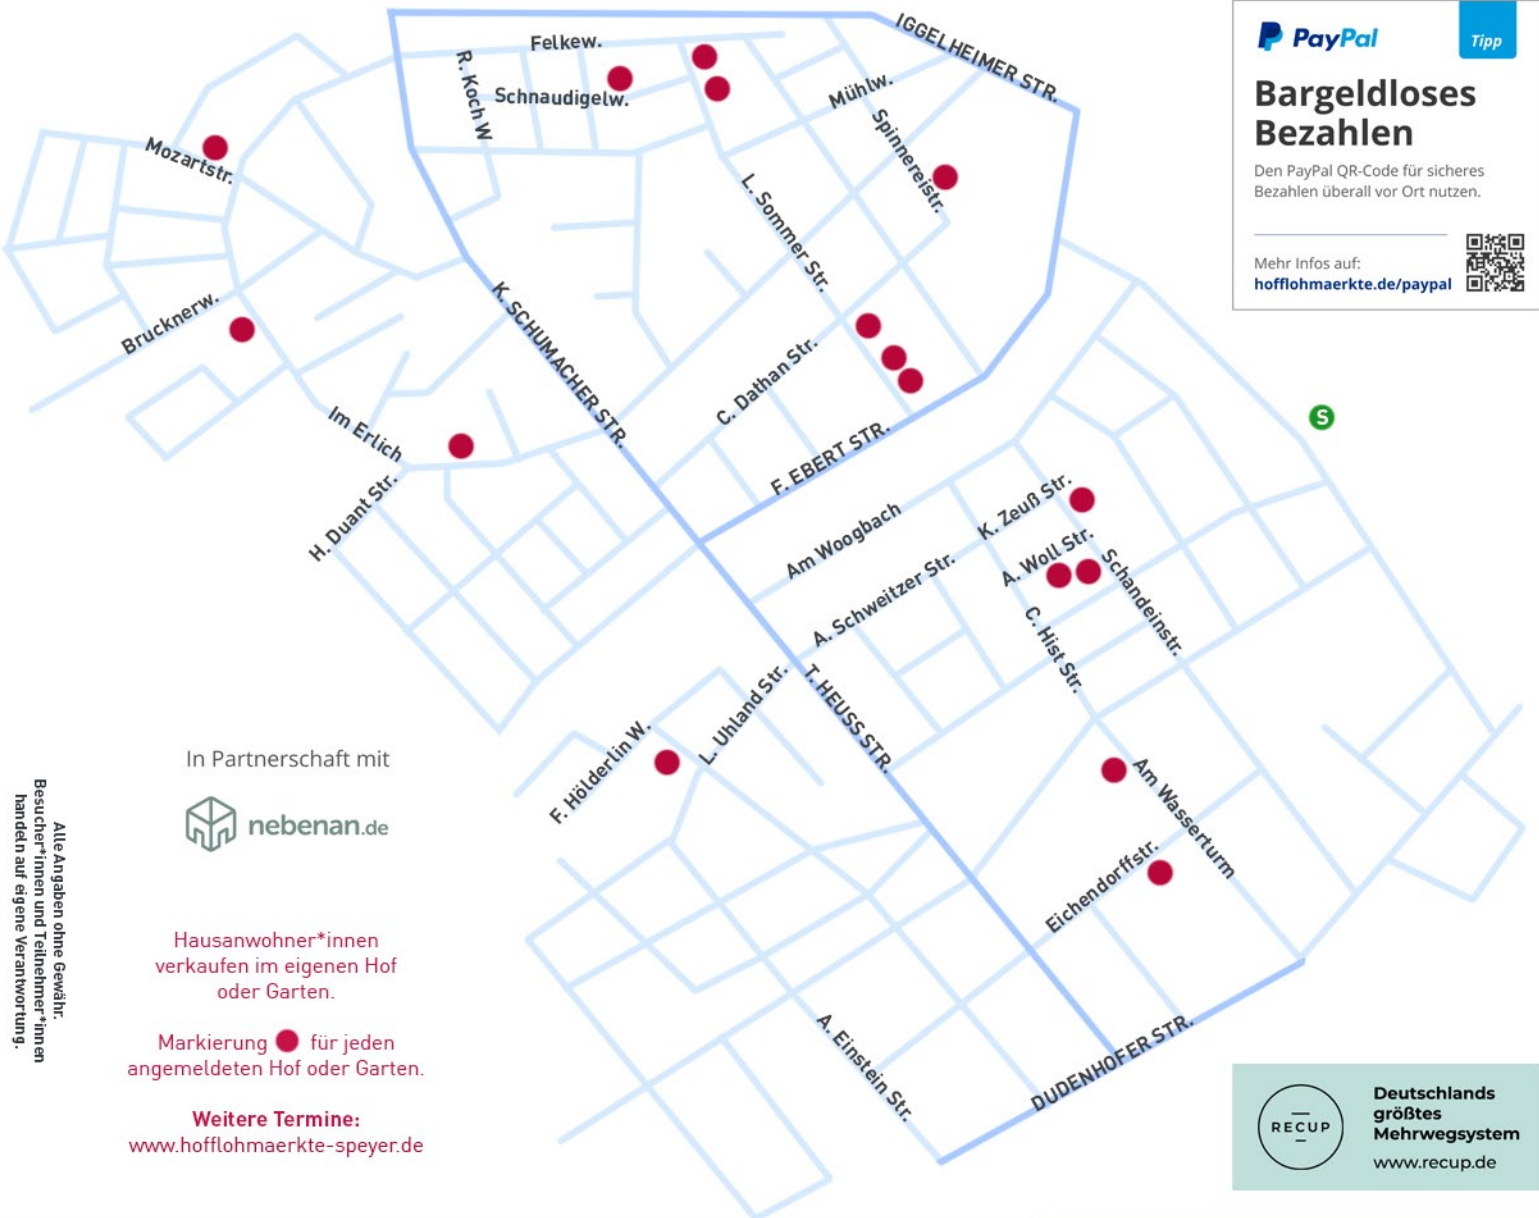 IGGELHEIMER STR.
Felkew.
R. Koch W
Schnaudigelw.
Mühlw.
Spinnereistr.
Mozartstr.
L. Sommer Str.
Brucknerw.
K. SCHUMACHER STR.
C. Dathan Str.
Im Erlich
F. EBERT STR.
H. Duant Str.
K. Zeuß Str.
Am Woogbach
A. Woll Str.
A. Schweitzer Str.
Schandeinstr.
C. Hist Str.
T. HEUSS STR.
L. Uhland Str.
F. Hölderlin W.
Am Wasserturm
Eichendorffstr.
A. Einstein Str.
DUDENHOFER STR.
S
PayPal
Tipp
Bargeldloses
Bezahlen
Den PayPal QR-Code für sicheres
Bezahlen überall vor Ort nutzen.
Mehr Infos auf:
hofflohmaerkte.de/paypal
In Partnerschaft mit
nebenan.de
Hausanwohner*innen
verkaufen im eigenen Hof
oder Garten.
Markierung für jeden
angemeldeten Hof oder Garten.
Weitere Termine:
www.hofflohmaerkte-speyer.de
Alle Angaben ohne Gewähr.
Besucher*innen und Teilnehmer*innen
handeln auf eigene Verantwortung.
RECUP
Deutschlands
größtes
Mehrwegsystem
www.recup.de